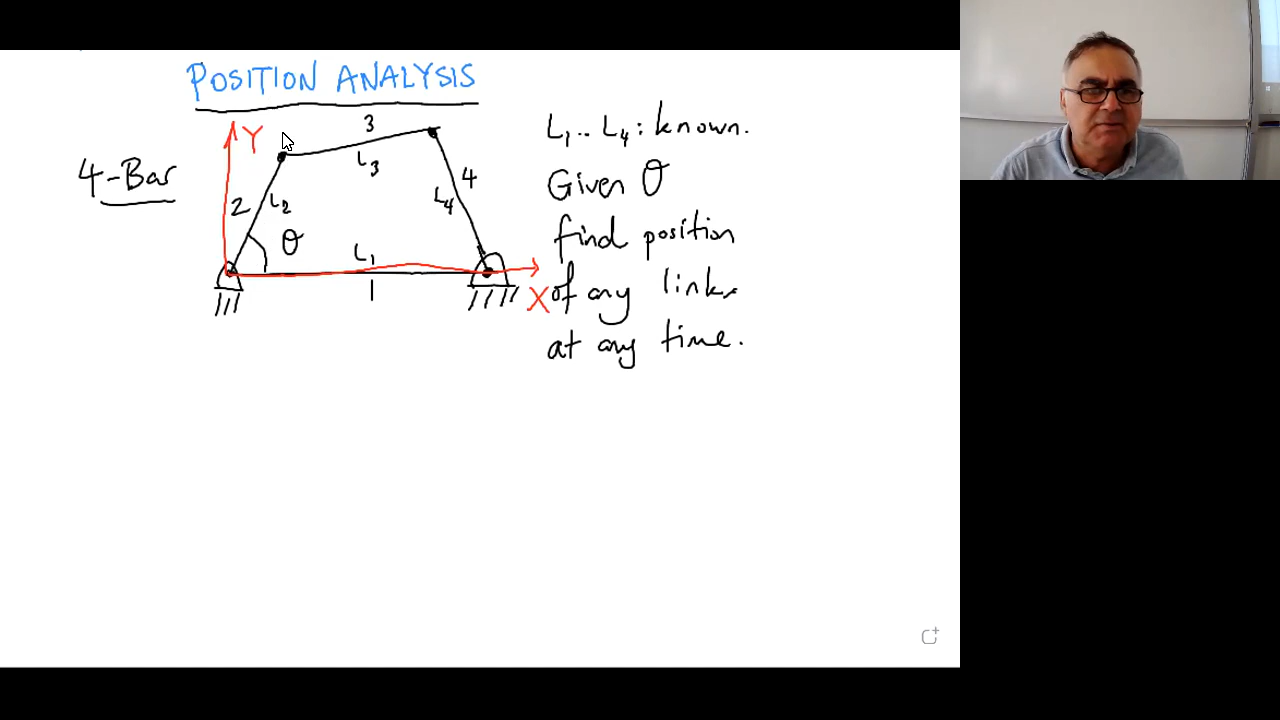 POSITION ANALYSIS
4-Bar
Y
3
L3
2
L2
θ
L4
4
L1
1
X
L1 .. L4 : known.
Given θ
find position
of any links
at any time.